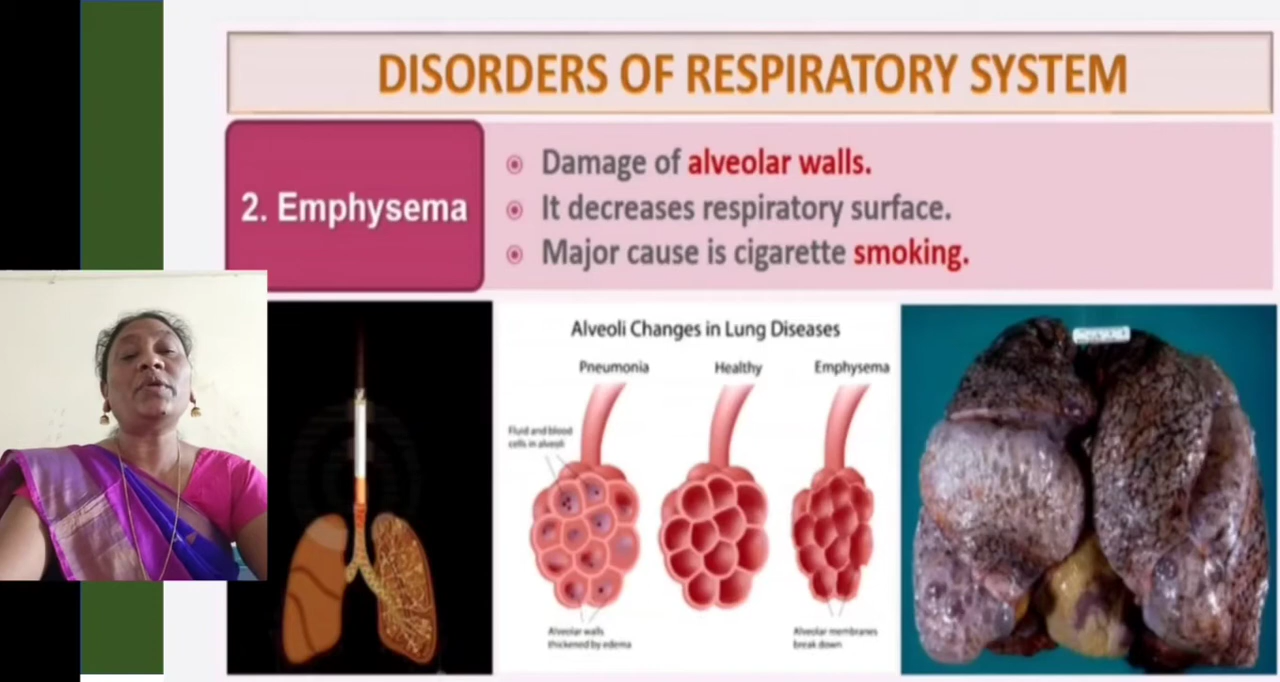 DISORDERS OF RESPIRATORY SYSTEM
2. Emphysema
Damage of alveolar walls.
It decreases respiratory surface.
Major cause is cigarette smoking.
Alveoli Changes in Lung Diseases
Pneumonia
Healthy
Emphysema
Fluid and blood
cells in alveoli
Alveolar walls
thickened by edema
Alveolar membranes
break down